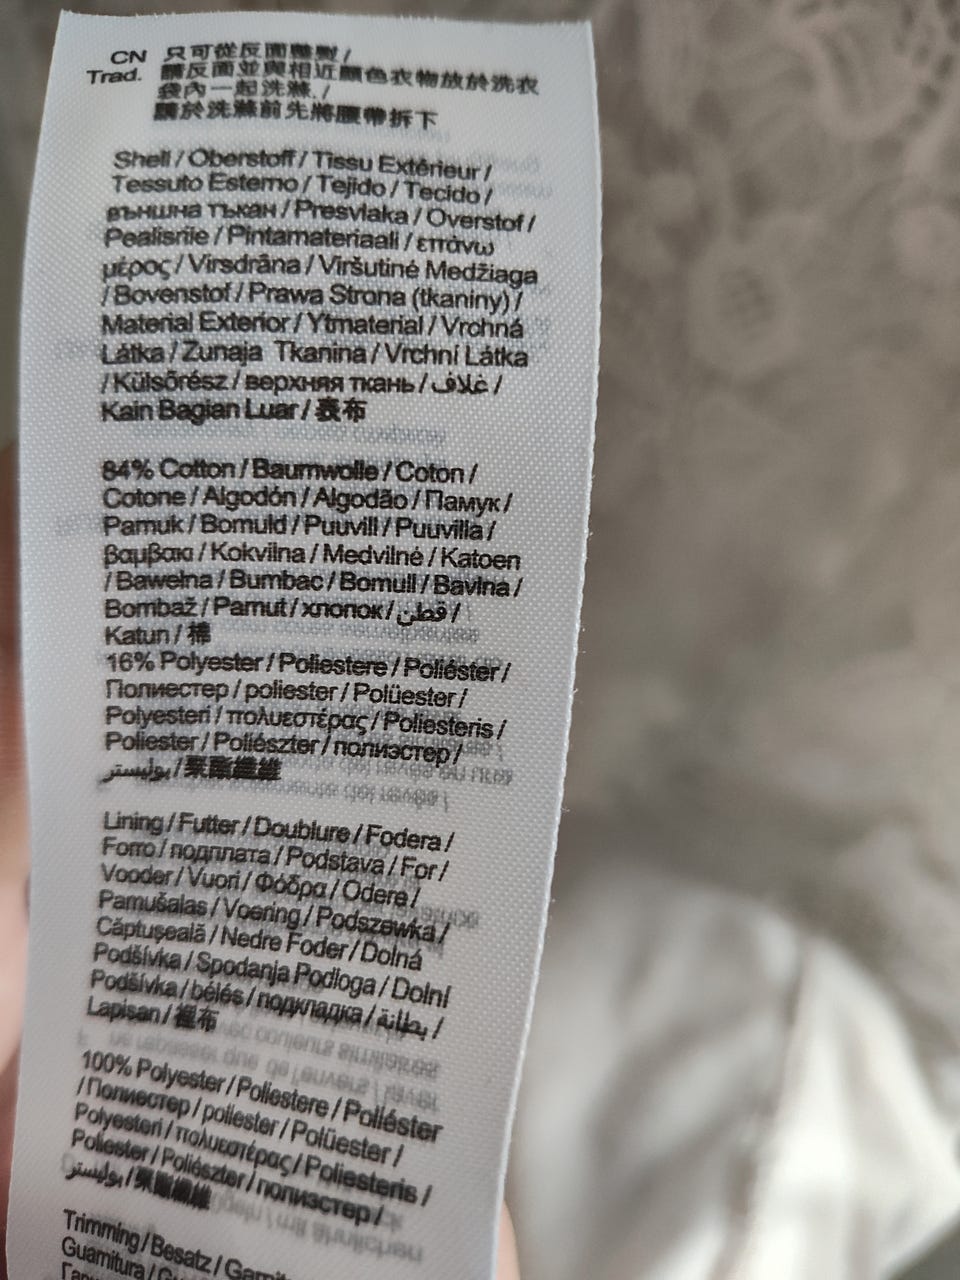 CN 只可從反面熨燙 /
Trad. 請反面並與相近顏色衣物放於洗衣
袋內一起洗滌. /
請於洗滌前先將腰帶拆下
Shell / Oberstoff / Tissu Extérieur /
Tessuto Esterno / Tejido / Tecido /
външна тъкан / Presvlaka / Overstof /
Pealisriie / Pintamateriaali / επάνω
μέρος / Virsdrāna / Viršutinė Medžiaga
/ Bovenstof / Prawa Strona (tkaniny) /
Material Exterior / Ytmaterial / Vrchná
Látka / Zunaja Tkanina / Vrchní Látka
/ Külsőrész / верхняя ткань / غلاف /
Kain Bagian Luar / 表布
84% Cotton / Baumwolle / Coton /
Cotone / Algodón / Algodão / Памук /
Pamuk / Bomuld / Puuvill / Puuvilla /
βαμβακι / Kokvilna / Medvilné / Katoen
/ Bawełna / Bumbac / Bomull / Bavlna /
Bombaž / Pamut / хлопок / قطن /
Katun / 棉
16% Polyester / Poliestere / Poliéster /
Полиестер / poliester / Polüester /
Polyesteri / πολυεστέρας / Poliesteris /
Poliester / Poliészter / полиэстер /
بوليستر / 聚酯纖維
Lining / Futter / Doublure / Fodera /
Forro / подплата / Podstava / For /
Vooder / Vuori / Φόδρα / Odere /
Pamušalas / Voering / Podszewka /
Căptuşeală / Nedre Foder / Dolná
Podšívka / Spodanja Podloga / Dolní
Podšívka / bélés / подкладка / بطانة /
Lapisan / 裡布
100% Polyester / Poliestere / Poliéster
/ Полиестер / poliester / Polüester /
Polyesteri / πολυεστέρας / Poliesteris /
Poliester / Poliészter / полиэстер /
بوليستر / 聚酯纖維
Trimming / Besatz /
Guarnitura /